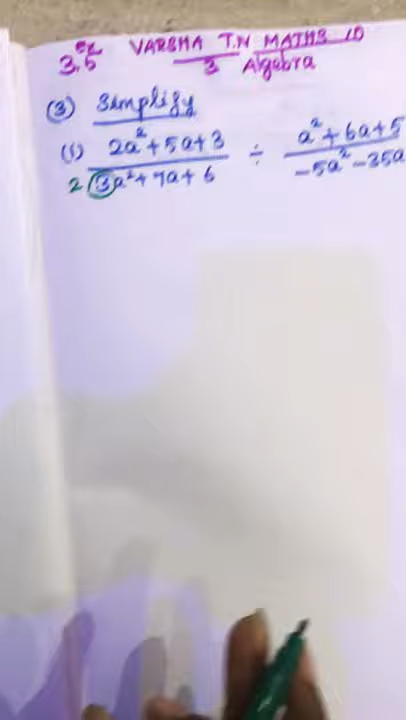 Ex
3.5 VARSHA T.N MATHS 10
3 Algebra
(3) Simplify
(i) 2a² + 5a + 3 ÷ a² + 6a + 5
2 3a² + 7a + 6 -5a² - 35a